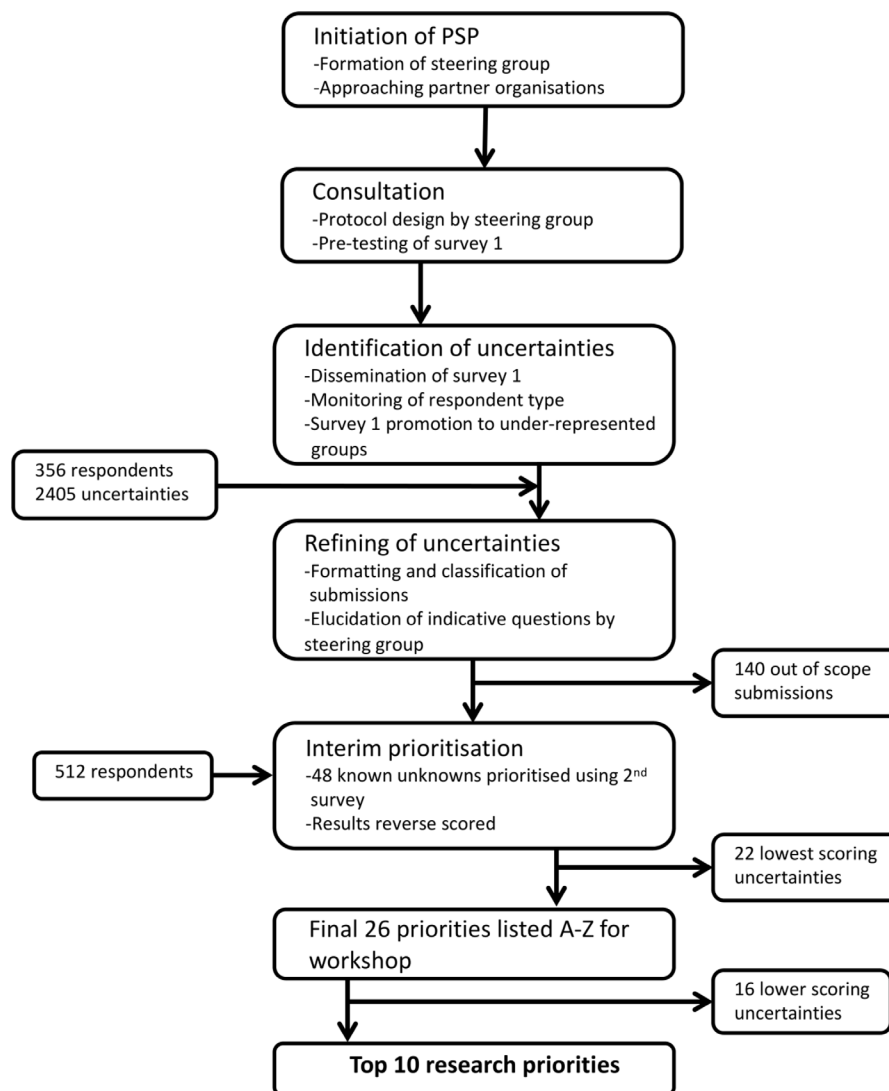 Initiation of PSP
-Formation of steering group
-Approaching partner organisations
Consultation
-Protocol design by steering group
-Pre-testing of survey 1
Identification of uncertainties
-Dissemination of survey 1
-Monitoring of respondent type
-Survey 1 promotion to under-represented
groups
356 respondents
2405 uncertainties
Refining of uncertainties
-Formatting and classification of
submissions
-Elucidation of indicative questions by
steering group
140 out of scope
submissions
Interim prioritisation
-48 known unknowns prioritised using 2nd
survey
-Results reverse scored
512 respondents
22 lowest scoring
uncertainties
Final 26 priorities listed A-Z for
workshop
16 lower scoring
uncertainties
Top 10 research priorities